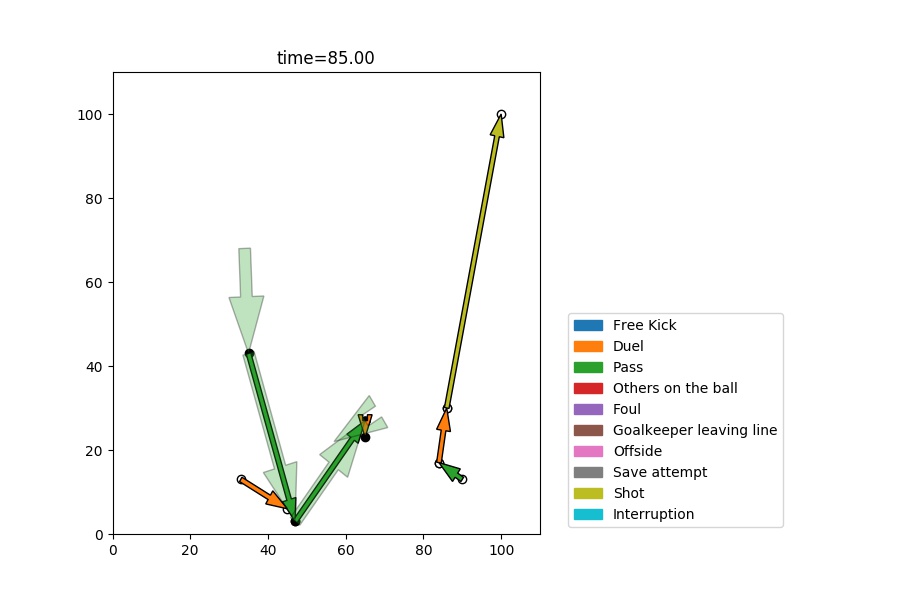 time=85.00
100
80
60
40
20
0
0 20 40 60 80 100
Free Kick
Duel
Pass
Others on the ball
Foul
Goalkeeper leaving line
Offside
Save attempt
Shot
Interruption